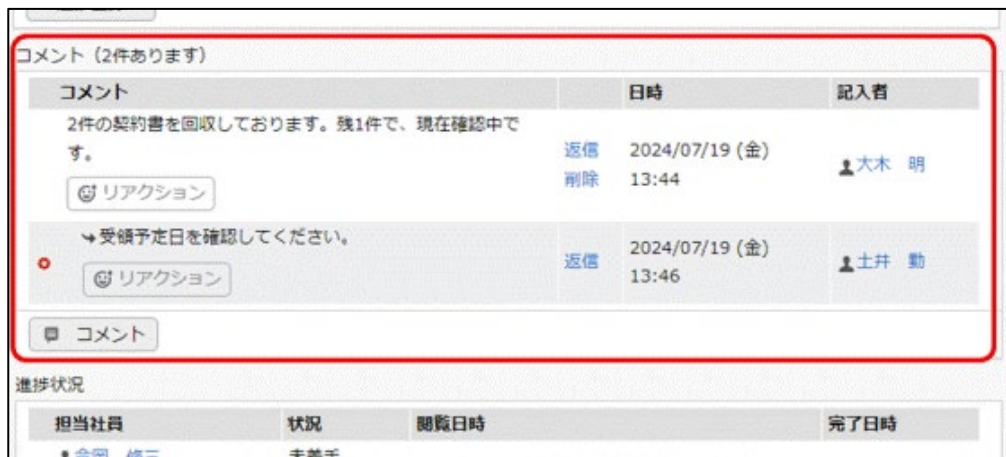 コメント（2件あります）
コメント 日時 記入者
2件の契約書を回収しております。残1件で、現在確認中で
す。
返信 2024/07/19 (金)
削除 13:44
大木 明
リアクション
↪受領予定日を確認してください。
返信 2024/07/19 (金)
13:46
土井 勤
リアクション
コメント
進捗状況
担当社員 状況 閲覧日時 完了日時